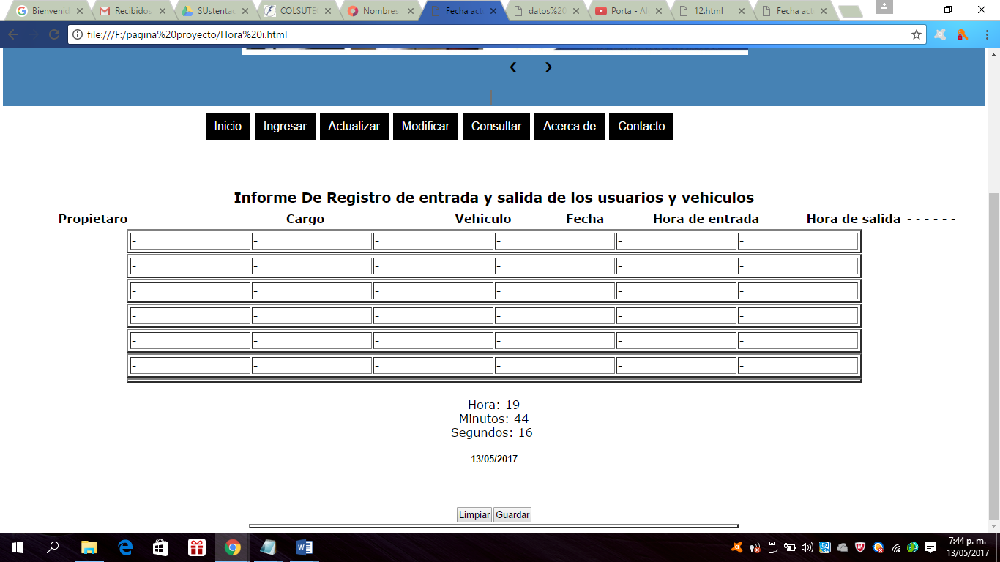 Bienvenid Recibidos SUstentac COLSUTE Nombres Fecha act datos%20 Porta - Al 12.html Fecha act
file:///F:/pagina%20proyecto/Hora%20i.html
‹ ›
Inicio Ingresar Actualizar Modificar Consultar Acerca de Contacto
Informe De Registro de entrada y salida de los usuarios y vehiculos
Propietaro Cargo Vehiculo Fecha Hora de entrada Hora de salida - - - - - -
- - - - - -
- - - - - -
- - - - - -
- - - - - -
- - - - - -
- - - - - -
Hora: 19
Minutos: 44
Segundos: 16
13/05/2017
Limpiar Guardar
7:44 p. m.
13/05/2017